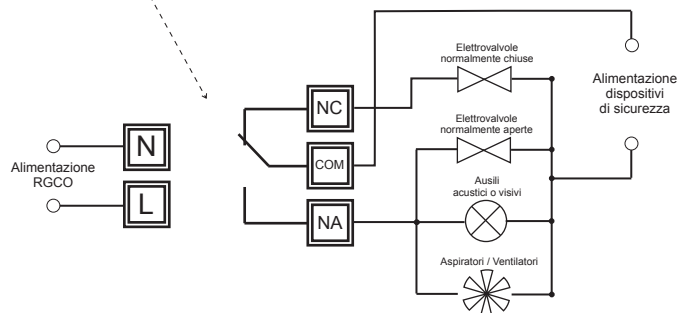 Elettrovalvole
normalmente chiuse
NC
Alimentazione
dispositivi
di sicurezza
Elettrovalvole
normalmente aperte
N
COM
Alimentazione
RGCO
L
Ausili
acustici o visivi
NA
Aspiratori / Ventilatori